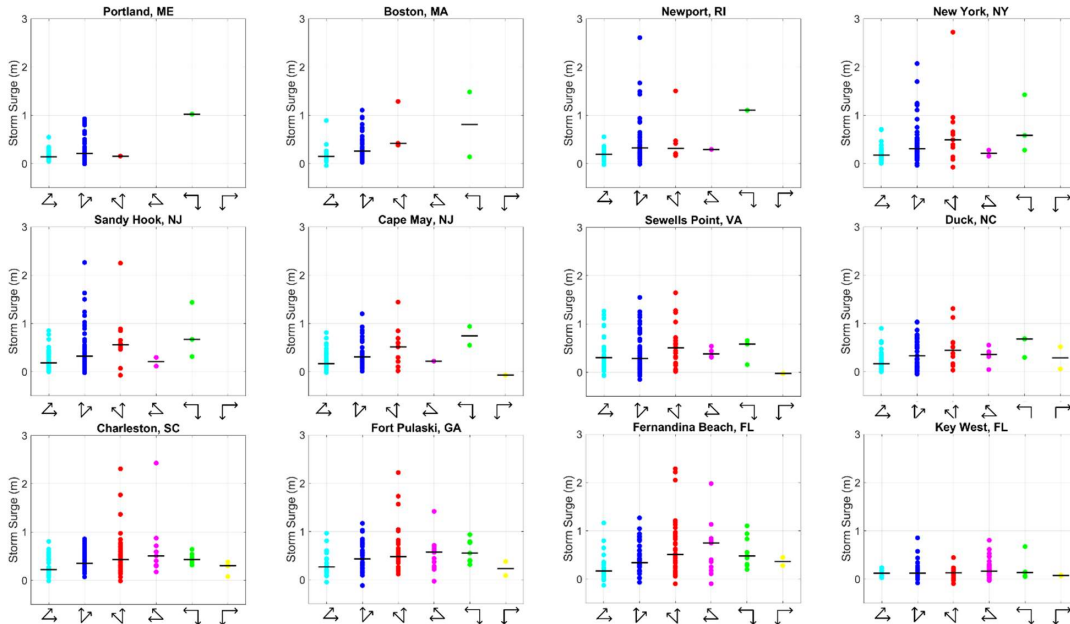 Portland, ME
Boston, MA
Newport, RI
New York, NY
Storm Surge (m)
3
2
1
0
Storm Surge (m)
3
2
1
0
Storm Surge (m)
3
2
1
0
Storm Surge (m)
3
2
1
0
Sandy Hook, NJ
Cape May, NJ
Sewells Point, VA
Duck, NC
Storm Surge (m)
3
2
1
0
Storm Surge (m)
3
2
1
0
Storm Surge (m)
3
2
1
0
Storm Surge (m)
3
2
1
0
Charleston, SC
Fort Pulaski, GA
Fernandina Beach, FL
Key West, FL
Storm Surge (m)
3
2
1
0
Storm Surge (m)
3
2
1
0
Storm Surge (m)
3
2
1
0
Storm Surge (m)
3
2
1
0